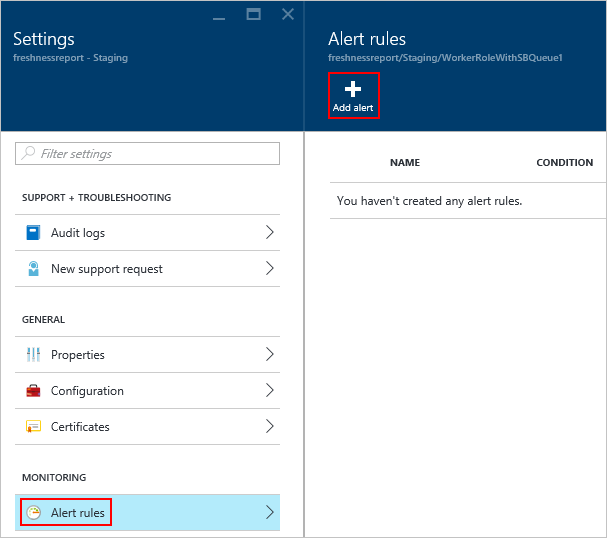 Settings
freshnessreport - Staging
Filter settings
SUPPORT + TROUBLESHOOTING
Audit logs
New support request
GENERAL
Properties
Configuration
Certificates
MONITORING
Alert rules
Alert rules
freshnessreport/Staging/WorkerRoleWithSBQueue1
Add alert
NAME CONDITION
You haven't created any alert rules.